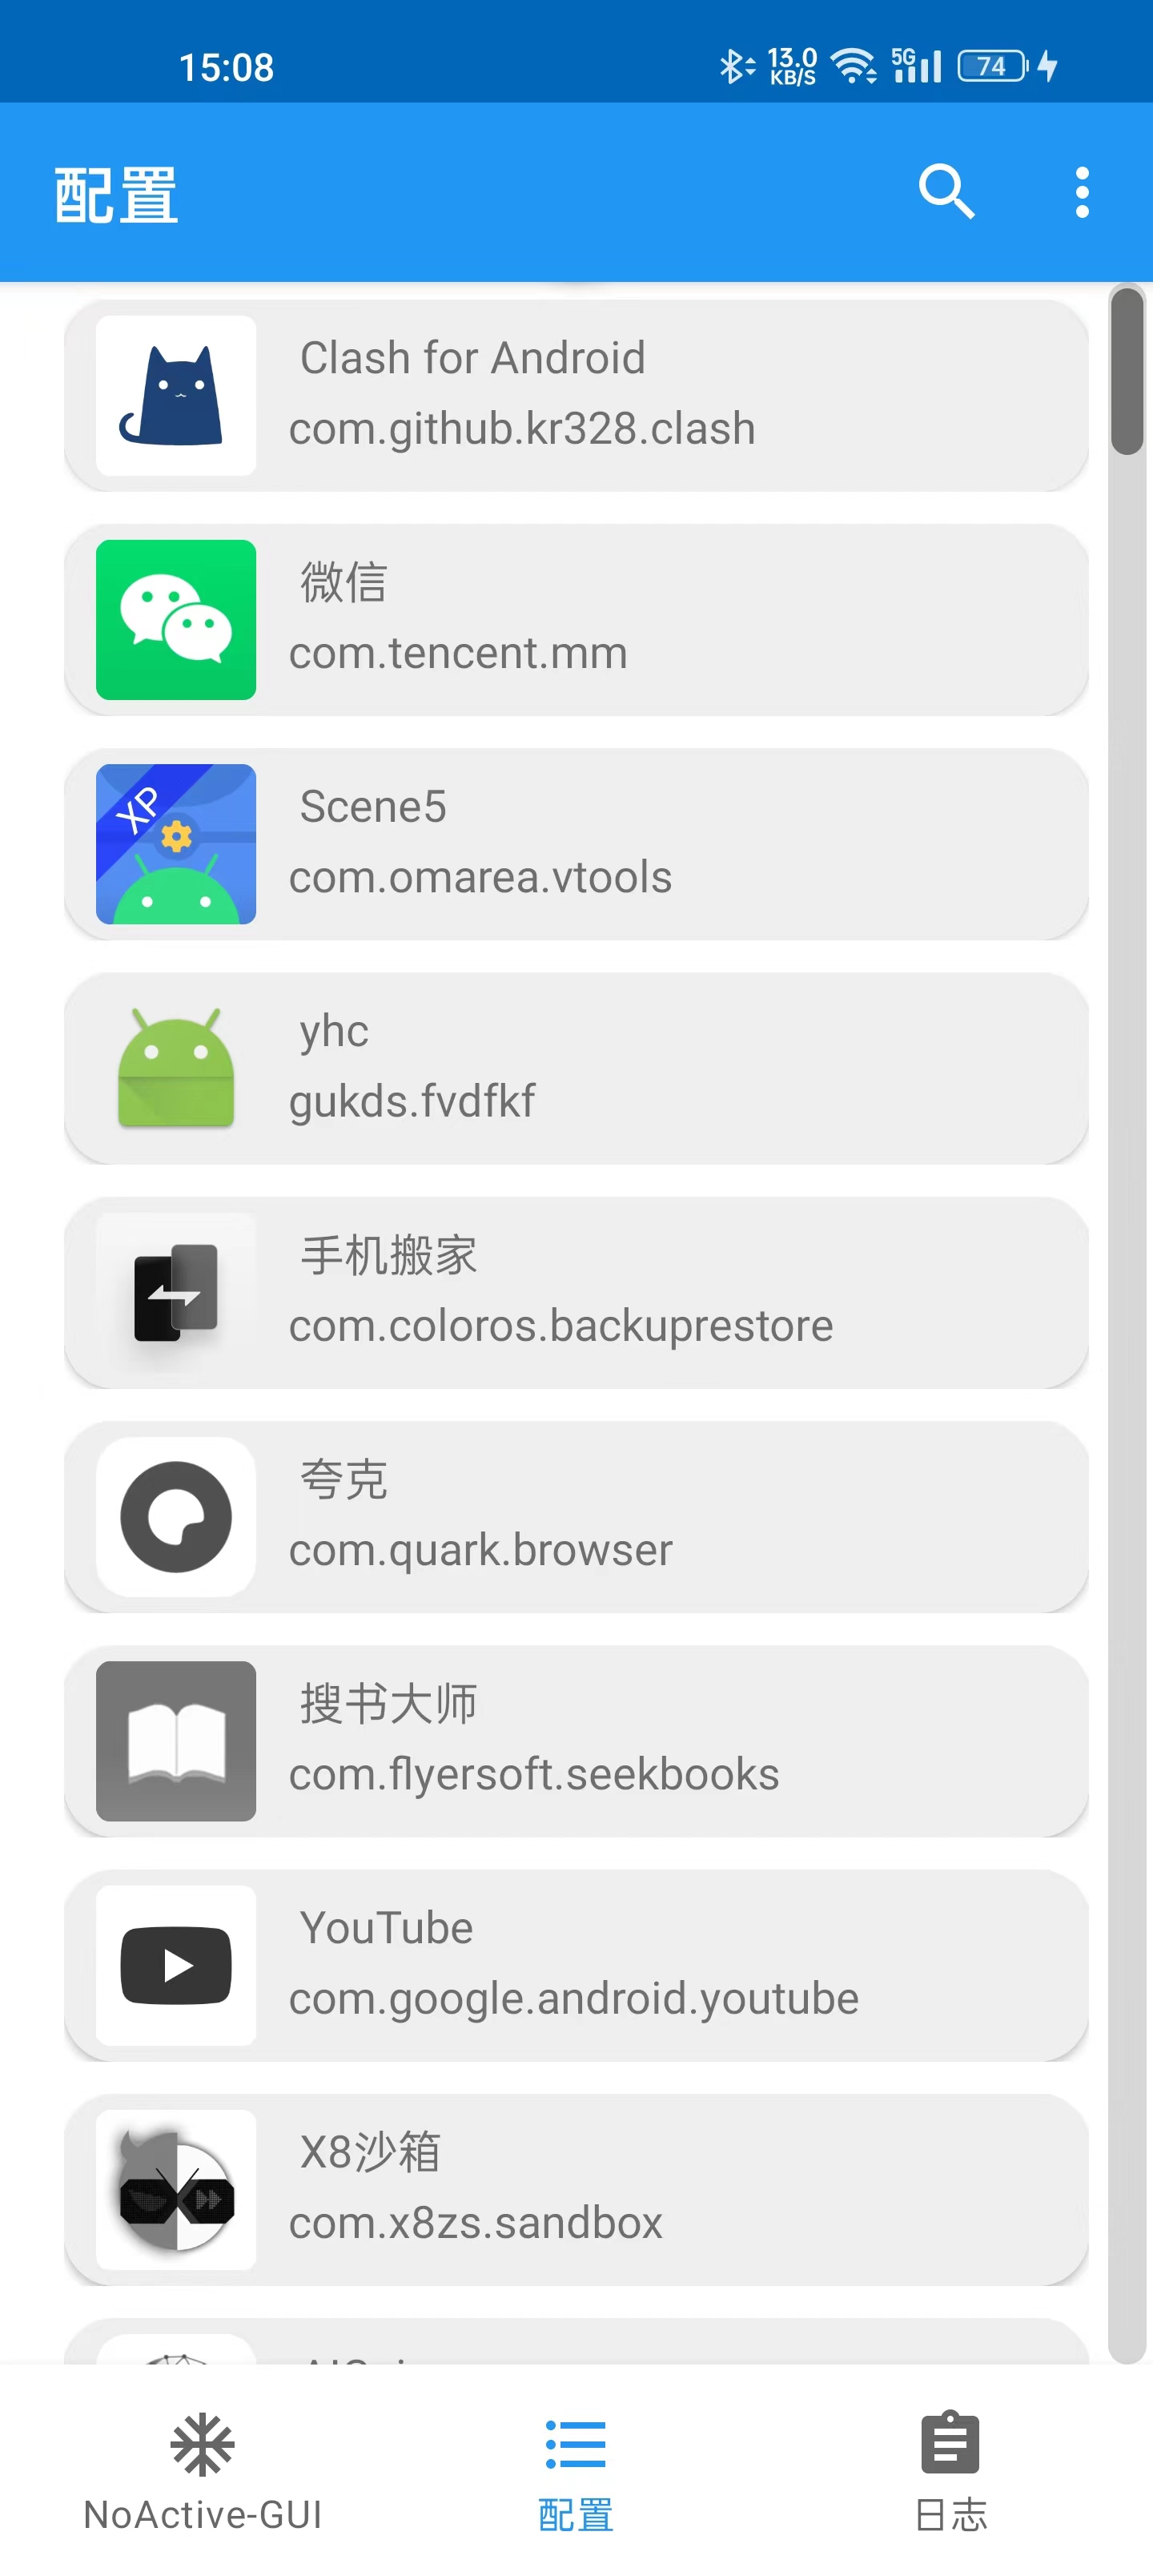 15:08
13.0
KB/S
5G
74
配置
Clash for Android
com.github.kr328.clash
微信
com.tencent.mm
XP
Scene5
com.omarea.vtools
yhc
gukds.fvdfkf
手机搬家
com.coloros.backuprestore
夸克
com.quark.browser
搜书大师
com.flyersoft.seekbooks
YouTube
com.google.android.youtube
X8沙箱
com.x8zs.sandbox
NoActive-GUI
配置
日志